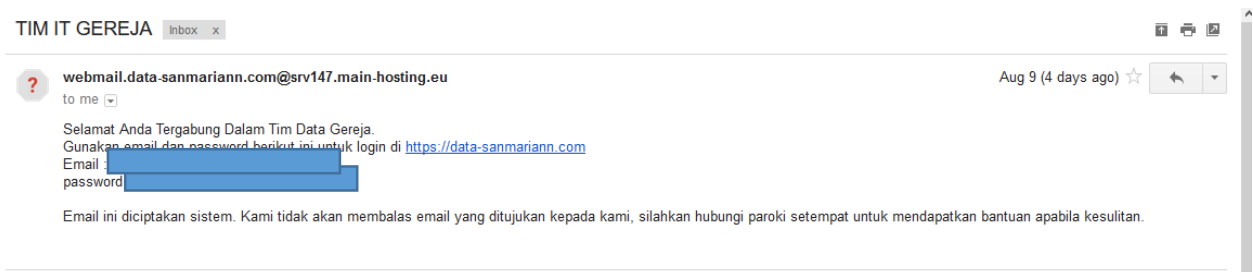 TIM IT GEREJA Inbox x
? webmail.data-sanmariann.com@srv147.main-hosting.eu Aug 9 (4 days ago)
to me
Selamat Anda Tergabung Dalam Tim Data Gereja.
Gunakan email dan password berikut ini untuk login di https://data-sanmariann.com
Email :
password
Email ini diciptakan sistem. Kami tidak akan membalas email yang ditujukan kepada kami, silahkan hubungi paroki setempat untuk mendapatkan bantuan apabila kesulitan.